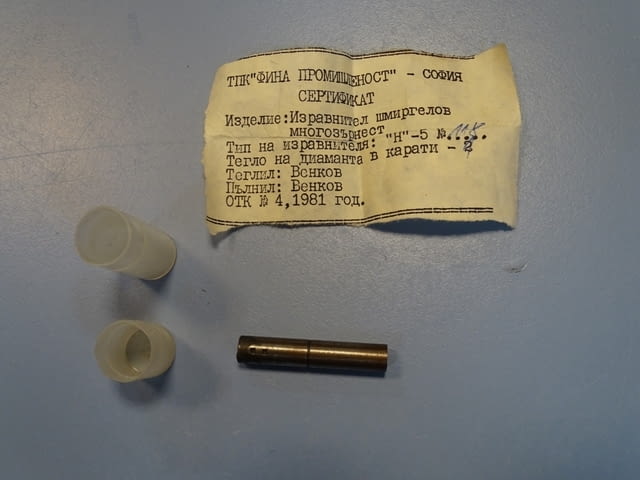 ТПК"ФИНА ПРОМИШЛЕНОСТ" - СОФИЯ
СЕРТИФИКАТ
Изделие:Изравнител шмиргелов
многозърнест
Тип на изравнителя: "Н"-5 №
Тегло на диаманта в карати - 2
Теглил: Венков
Пълнил: Венков
ОТК № 4,1981 год.